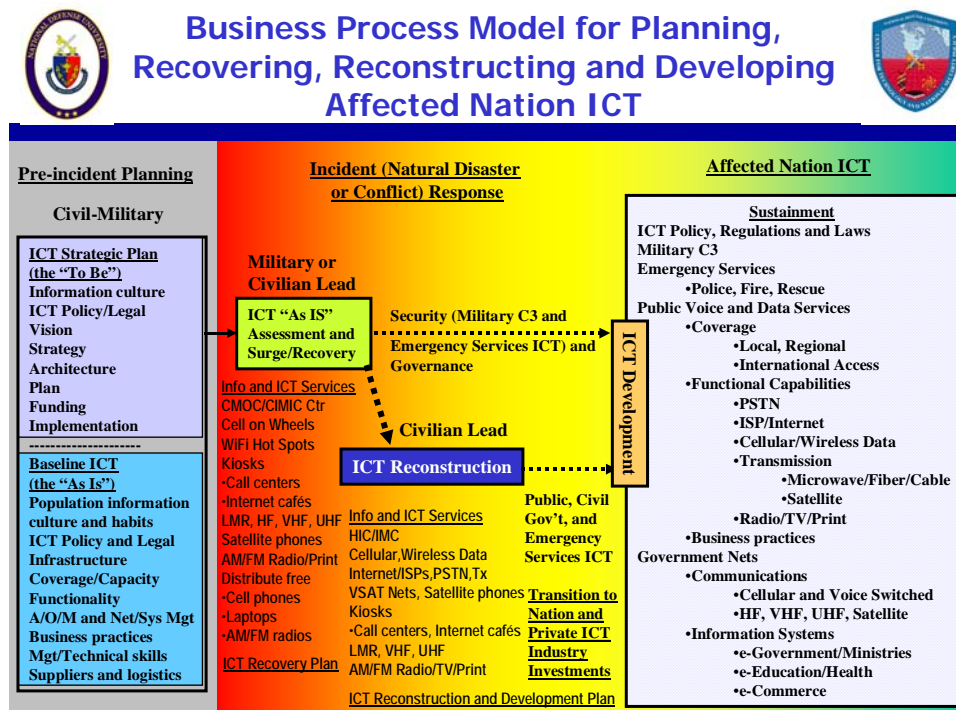 Business Process Model for Planning,
Recovering, Reconstructing and Developing
Affected Nation ICT
NATIONAL DEFENSE UNIVERSITY
Pre-incident Planning
Civil-Military
ICT Strategic Plan
(the “To Be”)
Information culture
ICT Policy/Legal
Vision
Strategy
Architecture
Plan
Funding
Implementation
---------------------
Baseline ICT
(the “As Is”)
Population information
culture and habits
ICT Policy and Legal
Infrastructure
Coverage/Capacity
Functionality
A/O/M and Net/Sys Mgt
Business practices
Mgt/Technical skills
Suppliers and logistics
Incident (Natural Disaster
or Conflict) Response
Military or
Civilian Lead
ICT “As IS”
Assessment and
Surge/Recovery
Security (Military C3 and
Emergency Services ICT) and
Governance
Info and ICT Services
CMOC/CIMIC Ctr
Cell on Wheels
WiFi Hot Spots
Kiosks
•Call centers
•Internet cafés
LMR, HF, VHF, UHF
Satellite phones
AM/FM Radio/Print
Distribute free
•Cell phones
•Laptops
•AM/FM radios
ICT Recovery Plan
Civilian Lead
ICT Reconstruction
Info and ICT Services
HIC/IMC
Cellular,Wireless Data
Internet/ISPs,PSTN,Tx
VSAT Nets, Satellite phones
Kiosks
•Call centers, Internet cafés
LMR, VHF, UHF
AM/FM Radio/TV/Print
ICT Reconstruction and Development Plan
Public, Civil
Gov’t, and
Emergency
Services ICT
Transition to
Nation and
Private ICT
Industry
Investments
ICT Development
Affected Nation ICT
Sustainment
ICT Policy, Regulations and Laws
Military C3
Emergency Services
•Police, Fire, Rescue
Public Voice and Data Services
•Coverage
•Local, Regional
•International Access
•Functional Capabilities
•PSTN
•ISP/Internet
•Cellular/Wireless Data
•Transmission
•Microwave/Fiber/Cable
•Satellite
•Radio/TV/Print
•Business practices
Government Nets
•Communications
•Cellular and Voice Switched
•HF, VHF, UHF, Satellite
•Information Systems
•e-Government/Ministries
•e-Education/Health
•e-Commerce